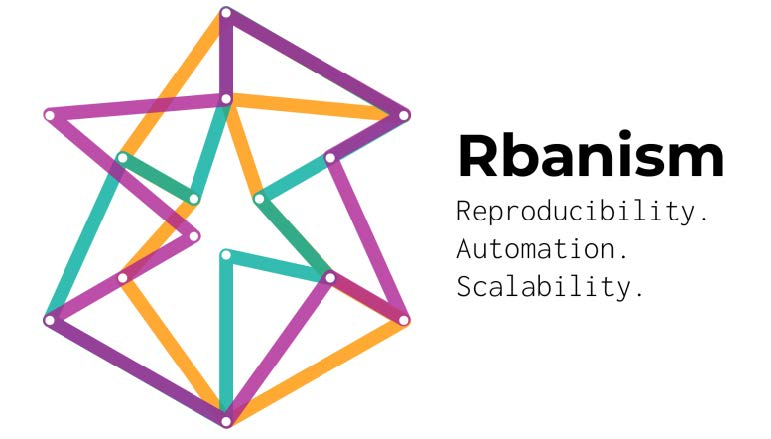 Rbanism
Reproducibility.
Automation.
Scalability.